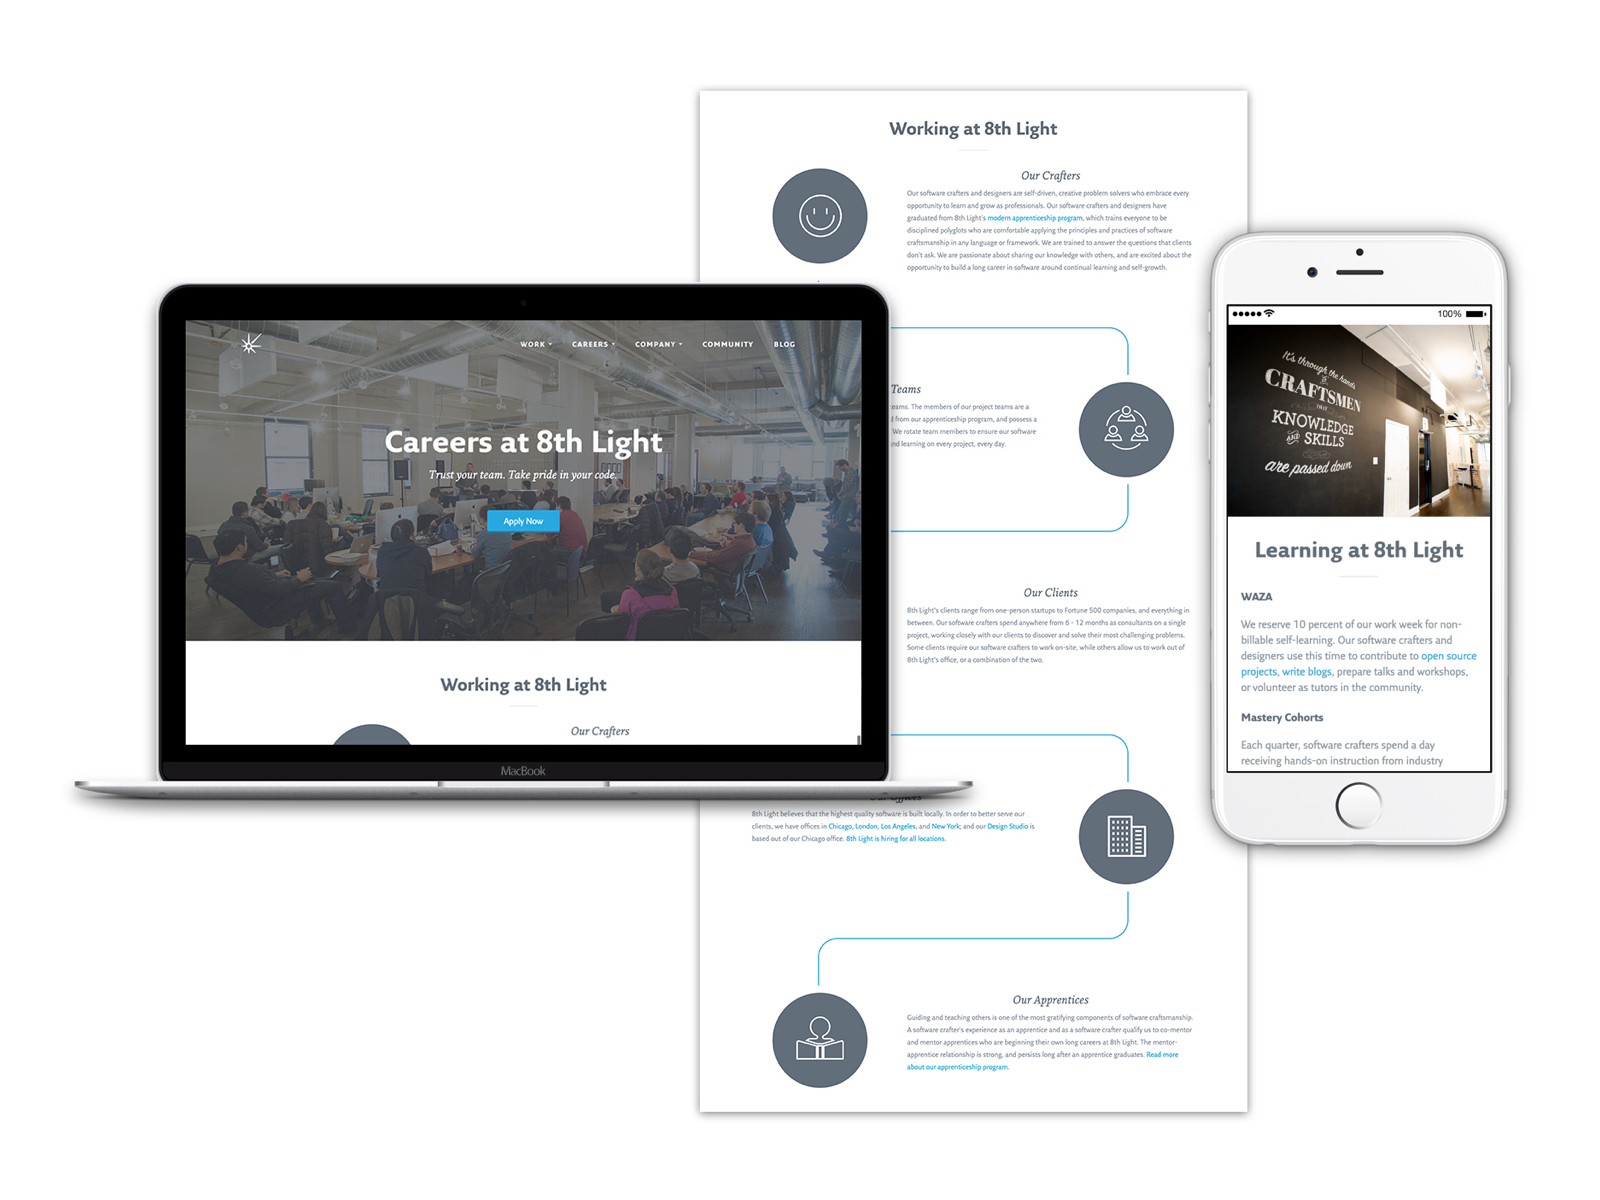 Working at 8th Light
Our Crafters
Our software crafters and designers are self-driven, creative problem solvers who embrace every
opportunity to learn and grow as professionals. Our software crafters and designers have
graduated from 8th Light's modern apprenticeship program, which trains everyone to be
disciplined polyglots who are comfortable applying the principles and practices of software
craftsmanship in any language or framework. We are trained to answer the questions that clients
don't ask. We are passionate about sharing our knowledge with others, and are excited about the
opportunity to build a long career in software around continual learning and self-growth.
Teams
teams. The members of our project teams are a
d from our apprenticeship program, and possess a
We rotate team members to ensure our software
nd learning on every project, every day.
Our Clients
8th Light's clients range from one-person startups to Fortune 500 companies, and everything in
between. Our software crafters spend anywhere from 6 - 12 months as consultants on a single
project, working closely with our clients to discover and solve their most challenging problems.
Some clients require our software crafters to work on-site, while others allow us to work out of
8th Light's office, or a combination of the two.
Our Offices
8th Light believes that the highest quality software is built locally. In order to better serve our
clients, we have offices in Chicago, London, Los Angeles, and New York; and our Design Studio is
based out of our Chicago office. 8th Light is hiring for all locations.
Our Apprentices
Guiding and teaching others is one of the most gratifying components of software craftsmanship.
A software crafter's experience as an apprentice and as a software crafter qualify us to co-mentor
and mentor apprentices who are beginning their own long careers at 8th Light. The mentor-
apprentice relationship is strong, and persists long after an apprentice graduates. Read more
about our apprenticeship program.
WORK CAREERS COMPANY COMMUNITY BLOG
Careers at 8th Light
Trust your team. Take pride in your code.
Apply Now
Working at 8th Light
Our Crafters
MacBook
100%
It's through the hands
of
CRAFTSMEN
THAT
KNOWLEDGE
AND SKILLS
are passed down
Learning at 8th Light
WAZA
We reserve 10 percent of our work week for non-
billable self-learning. Our software crafters and
designers use this time to contribute to open source
projects, write blogs, prepare talks and workshops,
or volunteer as tutors in the community.
Mastery Cohorts
Each quarter, software crafters spend a day
receiving hands-on instruction from industry